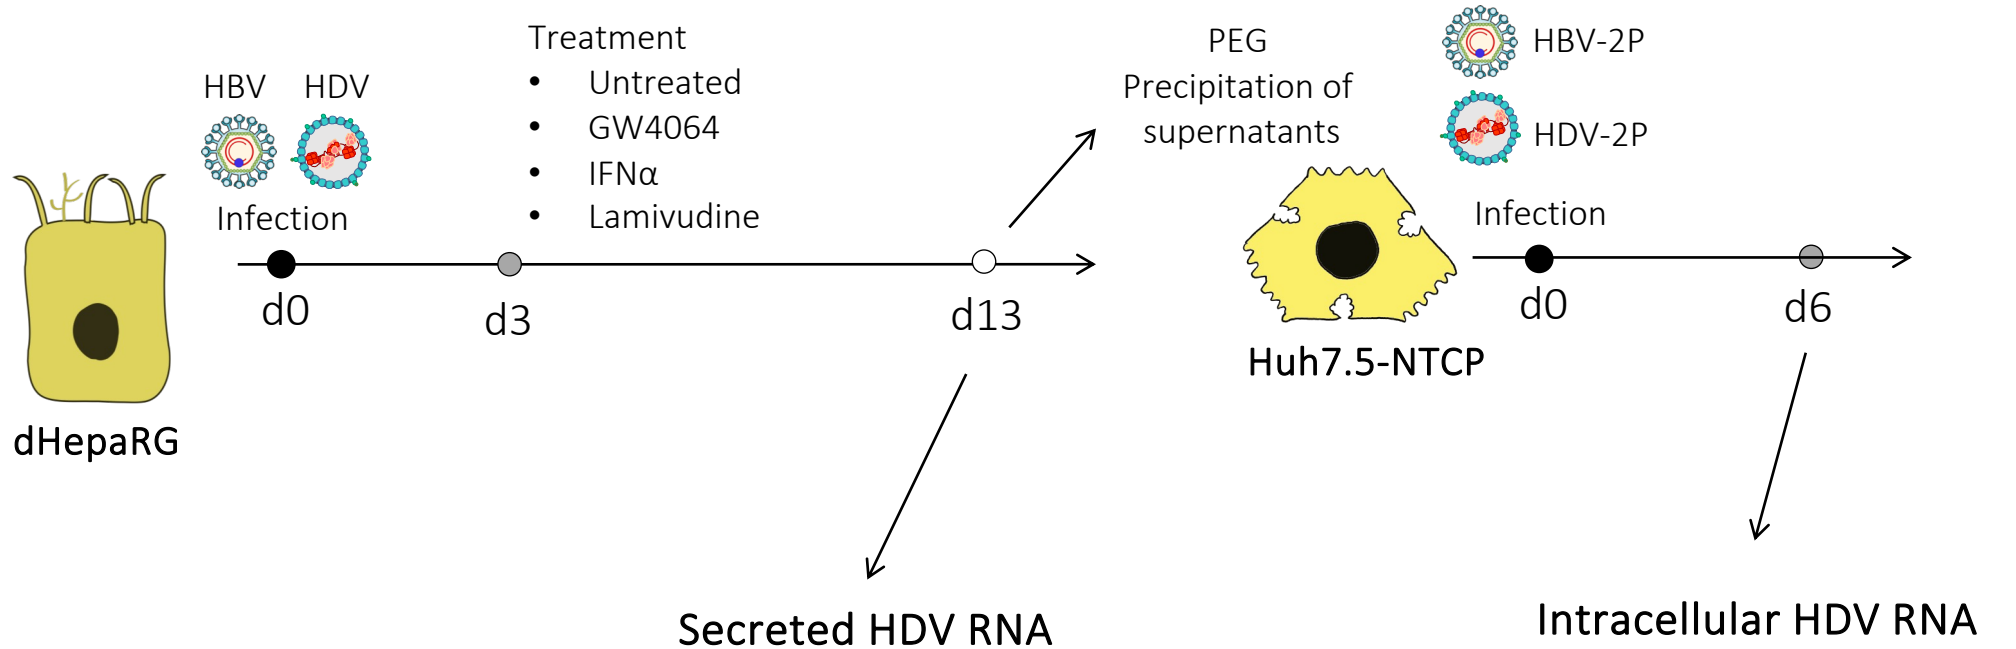 HBV HDV
Infection
d0
dHepaRG
Treatment
• Untreated
• GW4064
• IFNα
• Lamivudine
d3
d13
Secreted HDV RNA
PEG
Precipitation of
supernatants
Huh7.5-NTCP
HBV-2P
HDV-2P
Infection
d0
d6
Intracellular HDV RNA